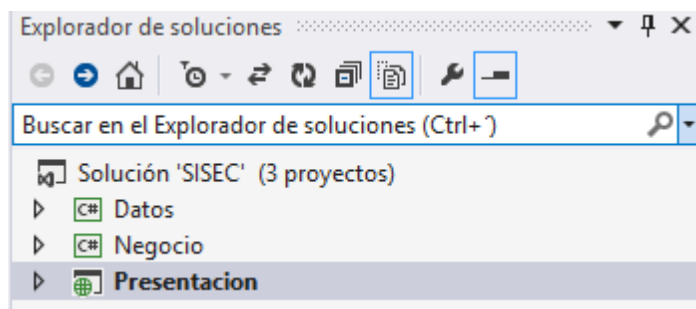 Explorador de soluciones
Buscar en el Explorador de soluciones (Ctrl+´)
Solución 'SISEC' (3 proyectos)
C# Datos
C# Negocio
Presentacion